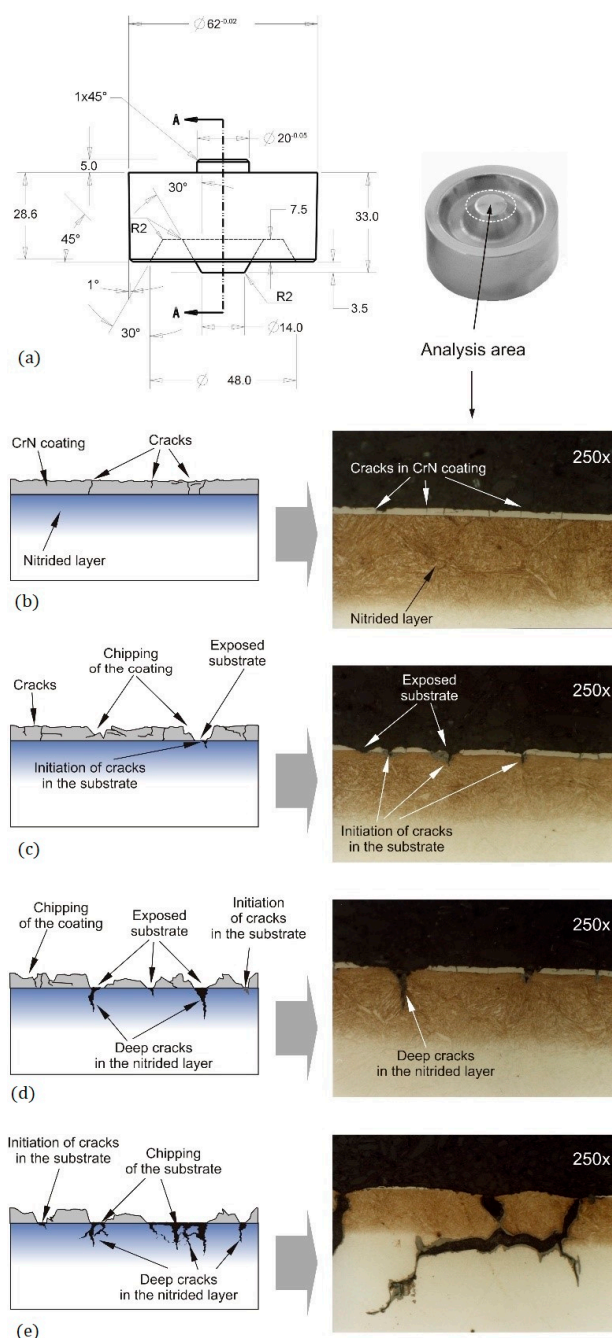 (a)
∅62-0.02
1x45°
A
∅20-0.05
5.0
30°
28.6
45°
R2
7.5
33.0
1°
A
R2
3.5
30°
∅14.0
∅ 48.0
Analysis area
(b)
CrN coating
Cracks
Nitrided layer
250x
Cracks in CrN coating
Nitrided layer
(c)
Cracks
Chipping
of the coating
Exposed
substrate
Initiation of cracks
in the substrate
250x
Exposed
substrate
Initiation of cracks
in the substrate
(d)
Chipping
of the coating
Exposed
substrate
Initiation
of cracks
in the substrate
Deep cracks
in the nitrided layer
250x
Deep cracks
in the nitrided layer
(e)
Initiation of cracks
in the substrate
Chipping
of the substrate
Deep cracks
in the nitrided layer
250x